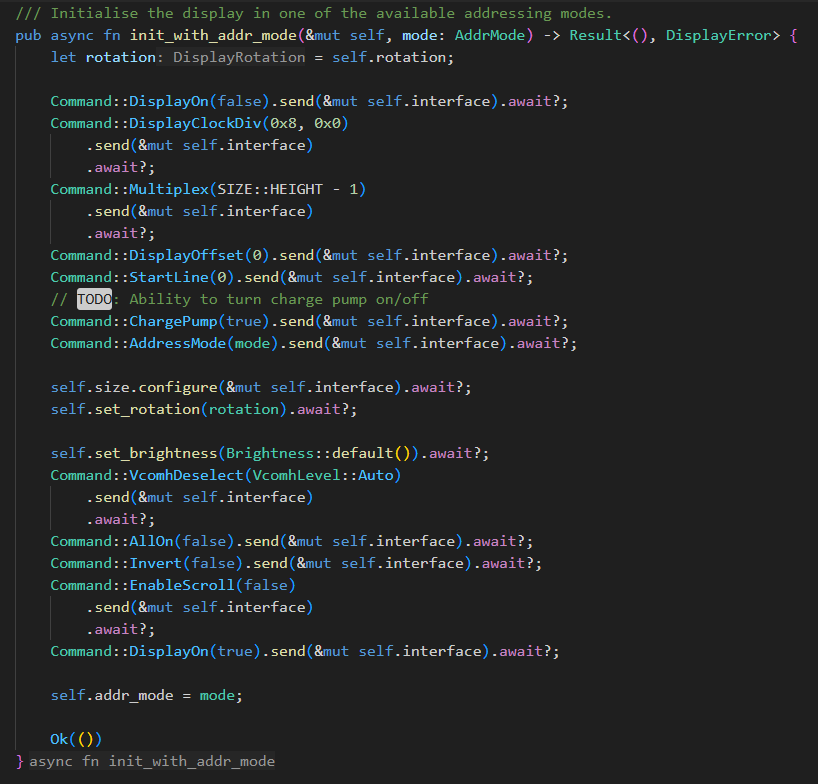 /// Initialise the display in one of the available addressing modes.
pub async fn init_with_addr_mode(&mut self, mode: AddrMode) -> Result<(), DisplayError> {
    let rotation: DisplayRotation = self.rotation;

    Command::DisplayOn(false).send(&mut self.interface).await?;
    Command::DisplayClockDiv(0x8, 0x0)
        .send(&mut self.interface)
        .await?;
    Command::Multiplex(SIZE::HEIGHT - 1)
        .send(&mut self.interface)
        .await?;
    Command::DisplayOffset(0).send(&mut self.interface).await?;
    Command::StartLine(0).send(&mut self.interface).await?;
    // TODO: Ability to turn charge pump on/off
    Command::ChargePump(true).send(&mut self.interface).await?;
    Command::AddressMode(mode).send(&mut self.interface).await?;

    self.size.configure(&mut self.interface).await?;
    self.set_rotation(rotation).await?;

    self.set_brightness(Brightness::default()).await?;
    Command::VcomhDeselect(VcomhLevel::Auto)
        .send(&mut self.interface)
        .await?;
    Command::AllOn(false).send(&mut self.interface).await?;
    Command::Invert(false).send(&mut self.interface).await?;
    Command::EnableScroll(false)
        .send(&mut self.interface)
        .await?;
    Command::DisplayOn(true).send(&mut self.interface).await?;

    self.addr_mode = mode;

    Ok(())
} async fn init_with_addr_mode